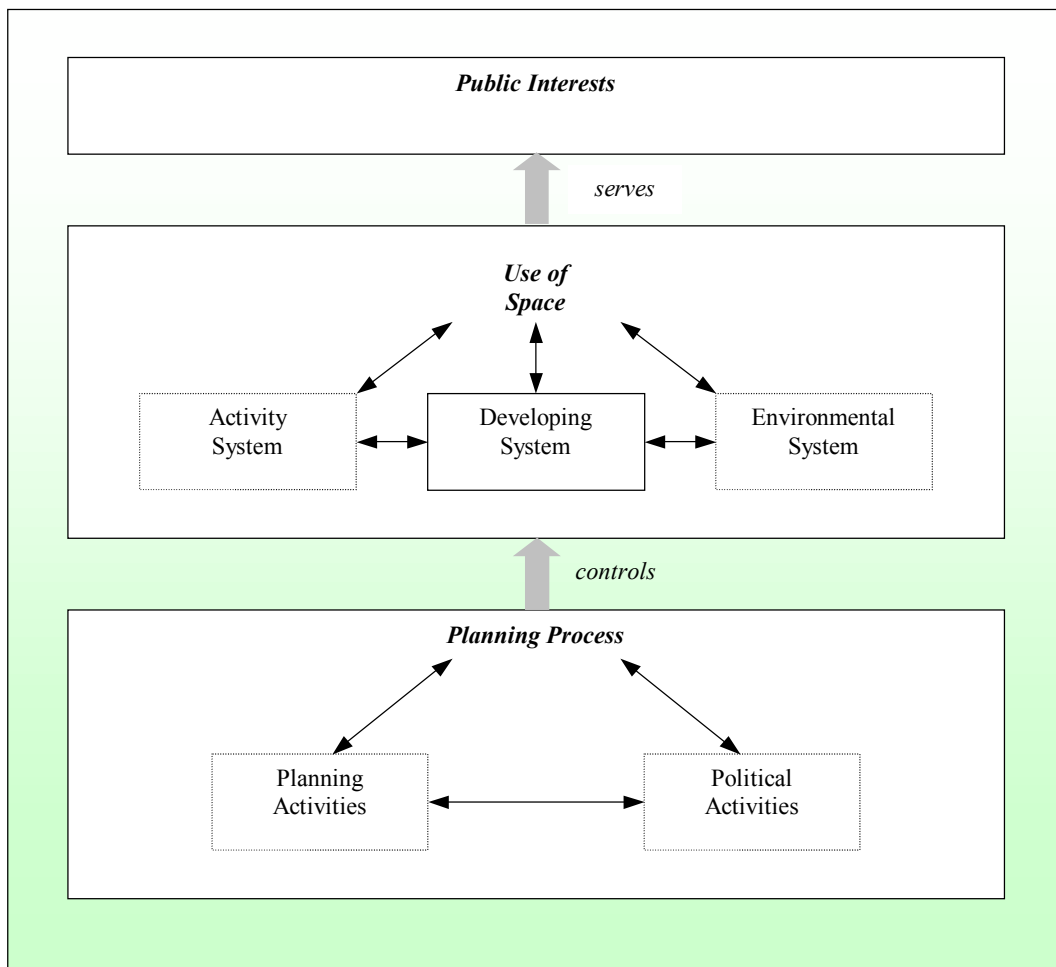 Public Interests
serves
Use of
Space
Activity
System
Developing
System
Environmental
System
controls
Planning Process
Planning
Activities
Political
Activities